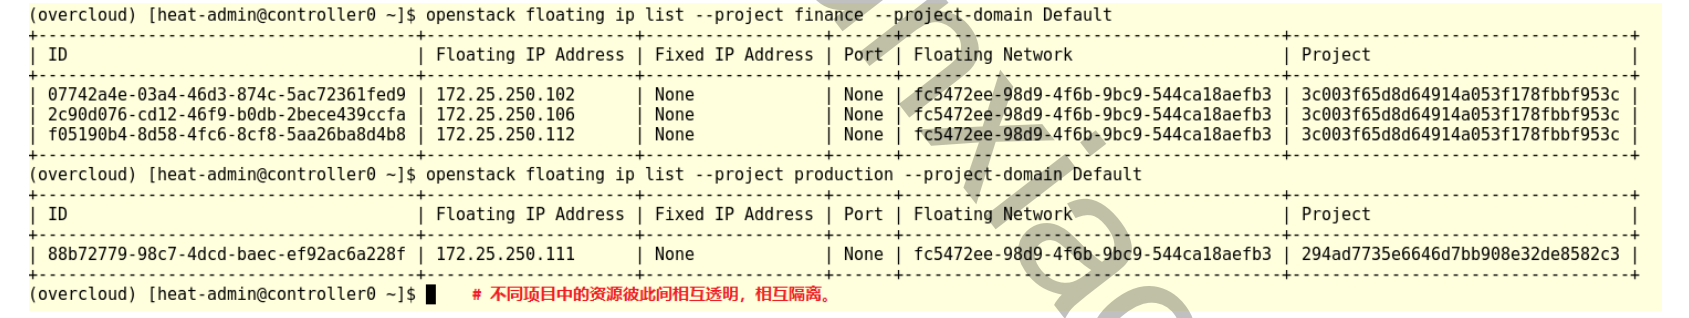 (overcloud) [heat-admin@controller0 ~]$ openstack floating ip list --project finance --project-domain Default
+--------------------------------------+---------------------+------------------+------+--------------------------------------+----------------------------------+
| ID | Floating IP Address | Fixed IP Address | Port | Floating Network | Project |
+--------------------------------------+---------------------+------------------+------+--------------------------------------+----------------------------------+
| 07742a4e-03a4-46d3-874c-5ac72361fed9 | 172.25.250.102 | None | None | fc5472ee-98d9-4f6b-9bc9-544ca18aefb3 | 3c003f65d8d64914a053f178fbbf953c |
| 2c90d076-cd12-46f9-b0db-2bece439ccfa | 172.25.250.106 | None | None | fc5472ee-98d9-4f6b-9bc9-544ca18aefb3 | 3c003f65d8d64914a053f178fbbf953c |
| f05190b4-8d58-4fc6-8cf8-5aa26ba8d4b8 | 172.25.250.112 | None | None | fc5472ee-98d9-4f6b-9bc9-544ca18aefb3 | 3c003f65d8d64914a053f178fbbf953c |
+--------------------------------------+---------------------+------------------+------+--------------------------------------+----------------------------------+
(overcloud) [heat-admin@controller0 ~]$ openstack floating ip list --project production --project-domain Default
+--------------------------------------+---------------------+------------------+------+--------------------------------------+----------------------------------+
| ID | Floating IP Address | Fixed IP Address | Port | Floating Network | Project |
+--------------------------------------+---------------------+------------------+------+--------------------------------------+----------------------------------+
| 88b72779-98c7-4dcd-baec-ef92ac6a228f | 172.25.250.111 | None | None | fc5472ee-98d9-4f6b-9bc9-544ca18aefb3 | 294ad7735e6646d7bb908e32de8582c3 |
+--------------------------------------+---------------------+------------------+------+--------------------------------------+----------------------------------+
(overcloud) [heat-admin@controller0 ~]$ # 不同项目中的资源彼此间相互透明，相互隔离。